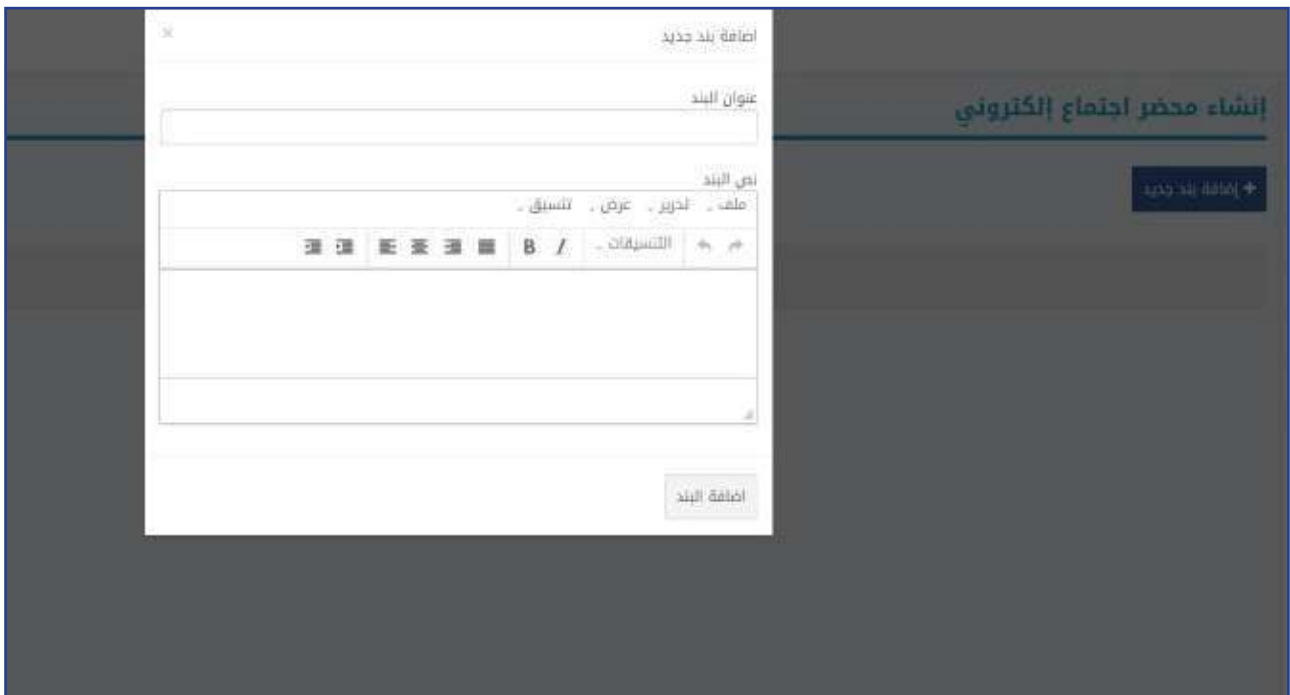 اضافة بند جديد ×
عنوان البند
إنشاء محضر اجتماع إلكتروني
نص البند
+ إضافة بند جديد
ملف تحرير عرض تنسيق
التنسيقات I B
اضافة البند